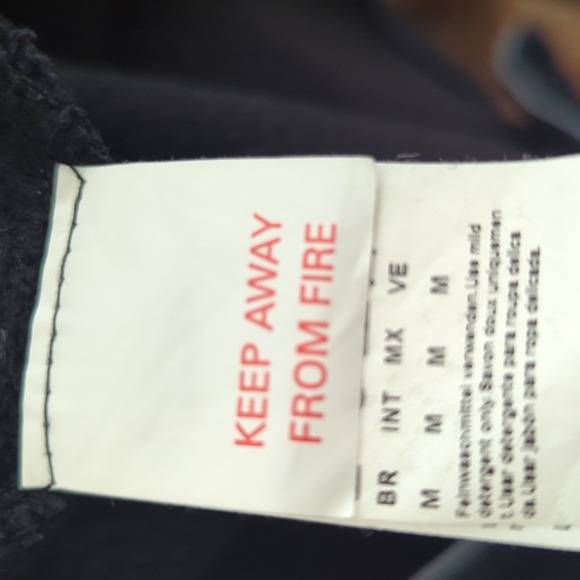 KEEP AWAY
FROM FIRE
BR INT MX VE
M M M M
Feinwaschmittel verwenden.Use mild
detergent only.Savon doux uniquemen
t.Usar detergente para roupa delica
da.Usar jabón para ropa delicada.